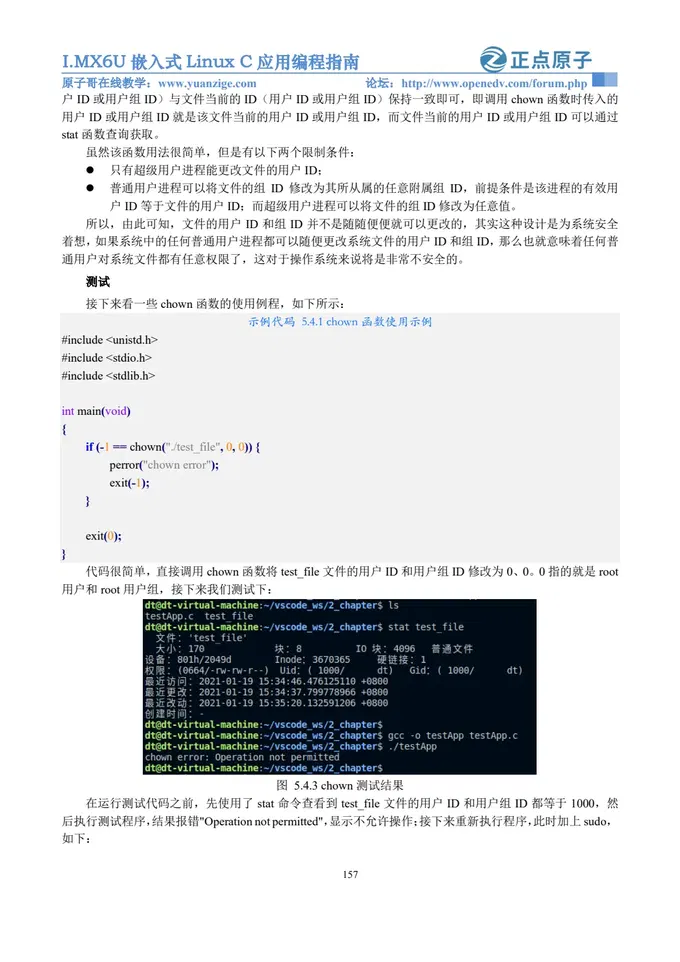 I.MX6U 嵌入式 Linux C 应用编程指南
正点原子
原子哥在线教学：www.yuanzige.com 论坛：http://www.openedv.com/forum.php
户 ID 或用户组 ID）与文件当前的 ID（用户 ID 或用户组 ID）保持一致即可，即调用 chown 函数时传入的
用户 ID 或用户组 ID 就是该文件当前的用户 ID 或用户组 ID，而文件当前的用户 ID 或用户组 ID 可以通过
stat 函数查询获取。
虽然该函数用法很简单，但是有以下两个限制条件：
● 只有超级用户进程能更改文件的用户 ID；
● 普通用户进程可以将文件的组 ID 修改为其所从属的任意附属组 ID，前提条件是该进程的有效用
户 ID 等于文件的用户 ID；而超级用户进程可以将文件的组 ID 修改为任意值。
所以，由此可知，文件的用户 ID 和组 ID 并不是随随便便就可以更改的，其实这种设计是为系统安全
着想，如果系统中的任何普通用户进程都可以随便更改系统文件的用户 ID 和组 ID，那么也就意味着任何普
通用户对系统文件都有任意权限了，这对于操作系统来说将是非常不安全的。
测试
接下来看一些 chown 函数的使用例程，如下所示：
示例代码 5.4.1 chown 函数使用示例
#include <unistd.h>
#include <stdio.h>
#include <stdlib.h>
int main(void)
{
if (-1 == chown("./test_file", 0, 0)) {
perror("chown error");
exit(-1);
}
exit(0);
}
代码很简单，直接调用 chown 函数将 test_file 文件的用户 ID 和用户组 ID 修改为 0、0。0 指的就是 root
用户和 root 用户组，接下来我们测试下：
dt@dt-virtual-machine:~/vscode_ws/2_chapter$ ls
testApp.c test_file
dt@dt-virtual-machine:~/vscode_ws/2_chapter$ stat test_file
文件：'test_file'
大小：170 块：8 IO 块：4096 普通文件
设备：801h/2049d Inode：3670365 硬链接：1
权限：(0664/-rw-rw-r--) Uid：( 1000/ dt) Gid：( 1000/ dt)
最近访问：2021-01-19 15:34:46.476125110 +0800
最近更改：2021-01-19 15:34:37.799778966 +0800
最近改动：2021-01-19 15:35:20.132591206 +0800
创建时间：-
dt@dt-virtual-machine:~/vscode_ws/2_chapter$
dt@dt-virtual-machine:~/vscode_ws/2_chapter$ gcc -o testApp testApp.c
dt@dt-virtual-machine:~/vscode_ws/2_chapter$ ./testApp
chown error: Operation not permitted
dt@dt-virtual-machine:~/vscode_ws/2_chapter$
图 5.4.3 chown 测试结果
在运行测试代码之前，先使用了 stat 命令查看到 test_file 文件的用户 ID 和用户组 ID 都等于 1000，然
后执行测试程序，结果报错"Operation not permitted"，显示不允许操作；接下来重新执行程序，此时加上 sudo，
如下：
157